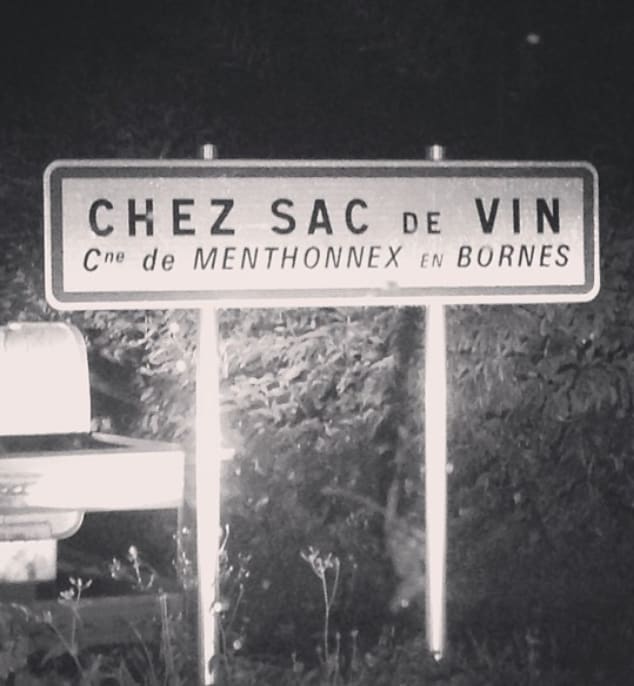 CHEZ SAC DE VIN
Cne de MENTHONNEX EN BORNES